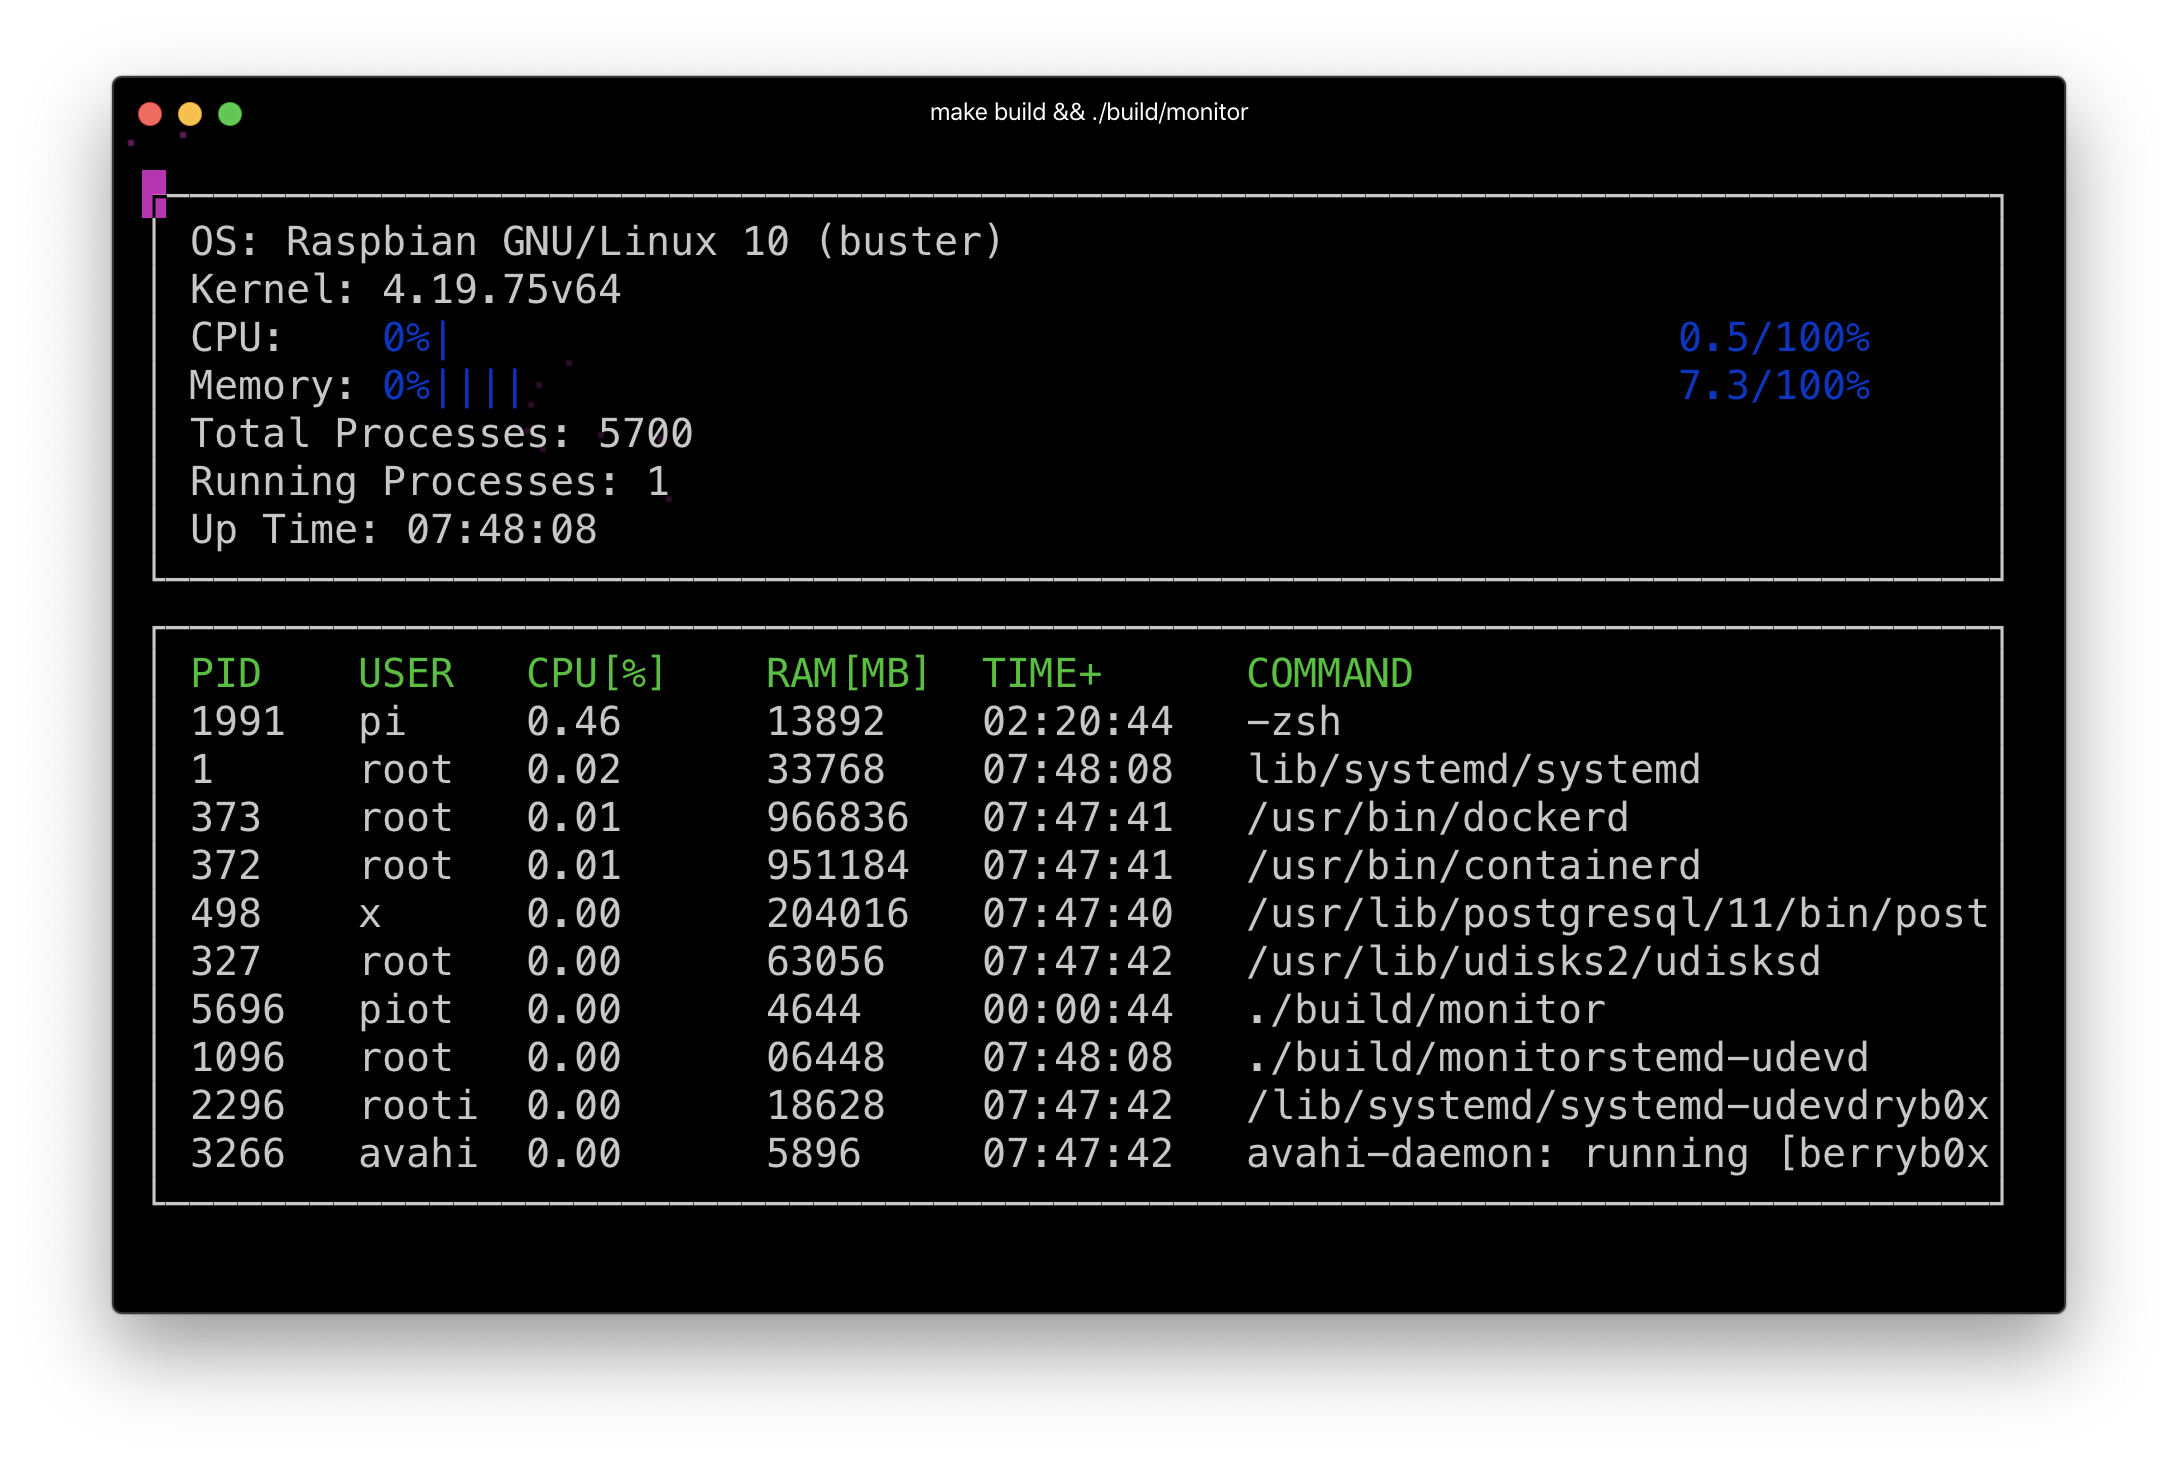 make build && ./build/monitor
OS: Raspbian GNU/Linux 10 (buster)
Kernel: 4.19.75v64
CPU: 0%| 0.5/100%
Memory: 0%|||| 7.3/100%
Total Processes: 5700
Running Processes: 1
Up Time: 07:48:08
PID USER CPU[%] RAM[MB] TIME+ COMMAND
1991 pi 0.46 13892 02:20:44 -zsh
1 root 0.02 33768 07:48:08 lib/systemd/systemd
373 root 0.01 966836 07:47:41 /usr/bin/dockerd
372 root 0.01 951184 07:47:41 /usr/bin/containerd
498 x 0.00 204016 07:47:40 /usr/lib/postgresql/11/bin/post
327 root 0.00 63056 07:47:42 /usr/lib/udisks2/udisksd
5696 piot 0.00 4644 00:00:44 ./build/monitor
1096 root 0.00 06448 07:48:08 ./build/monitorstemd-udevd
2296 rooti 0.00 18628 07:47:42 /lib/systemd/systemd-udevdryb0x
3266 avahi 0.00 5896 07:47:42 avahi-daemon: running [berryb0x